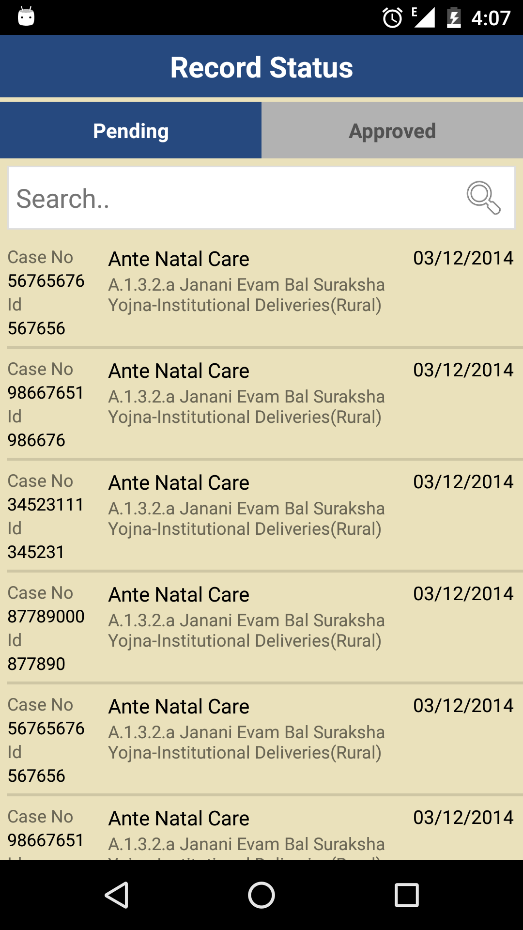 E 4:07
Record Status
Pending Approved
Search..
Case No Ante Natal Care 03/12/2014
56765676 A.1.3.2.a Janani Evam Bal Suraksha
Id Yojna-Institutional Deliveries(Rural)
567656
Case No Ante Natal Care 03/12/2014
98667651 A.1.3.2.a Janani Evam Bal Suraksha
Id Yojna-Institutional Deliveries(Rural)
986676
Case No Ante Natal Care 03/12/2014
34523111 A.1.3.2.a Janani Evam Bal Suraksha
Id Yojna-Institutional Deliveries(Rural)
345231
Case No Ante Natal Care 03/12/2014
87789000 A.1.3.2.a Janani Evam Bal Suraksha
Id Yojna-Institutional Deliveries(Rural)
877890
Case No Ante Natal Care 03/12/2014
56765676 A.1.3.2.a Janani Evam Bal Suraksha
Id Yojna-Institutional Deliveries(Rural)
567656
Case No Ante Natal Care 03/12/2014
98667651 A.1.3.2.a Janani Evam Bal Suraksha